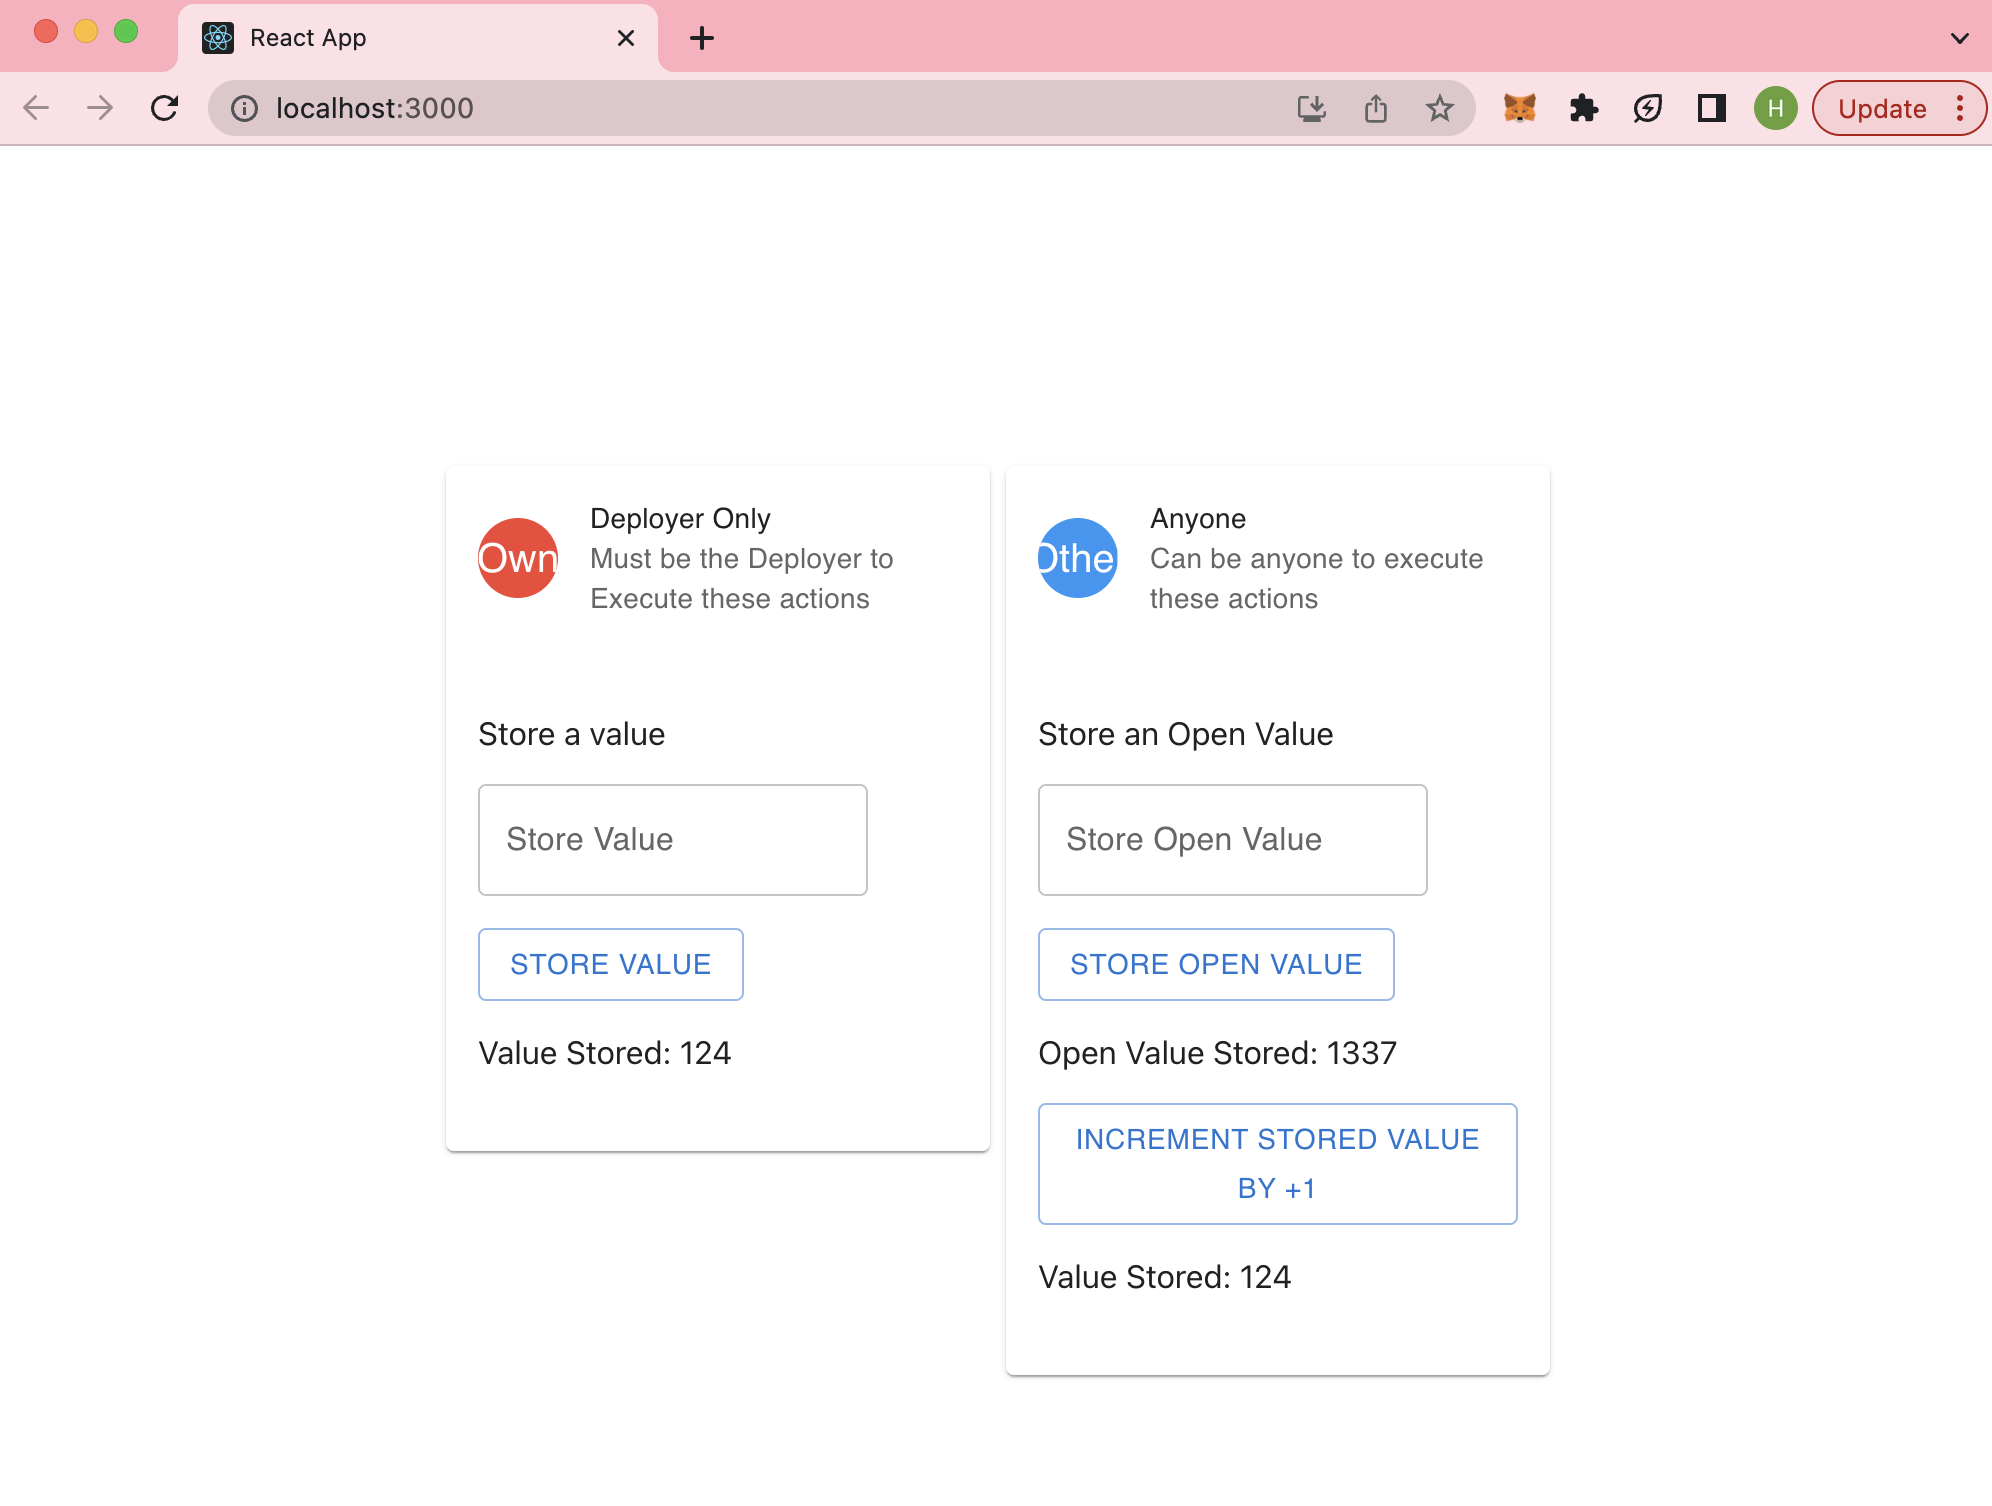 React App
localhost:3000
H
Update
Own
Deployer Only
Must be the Deployer to
Execute these actions
Store a value
Store Value
STORE VALUE
Value Stored: 124
Othe
Anyone
Can be anyone to execute
these actions
Store an Open Value
Store Open Value
STORE OPEN VALUE
Open Value Stored: 1337
INCREMENT STORED VALUE
BY +1
Value Stored: 124